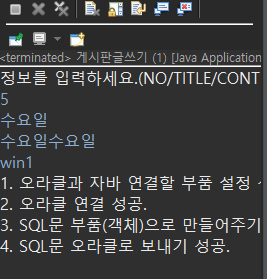 <terminated> 게시판글쓰기 (1) [Java Application
정보를 입력하세요.(NO/TITLE/CONT
5
수요일
수요일수요일
win1
1. 오라클과 자바 연결할 부품 설정
2. 오라클 연결 성공.
3. SQL문 부품(객체)으로 만들어주기
4. SQL문 오라클로 보내기 성공.